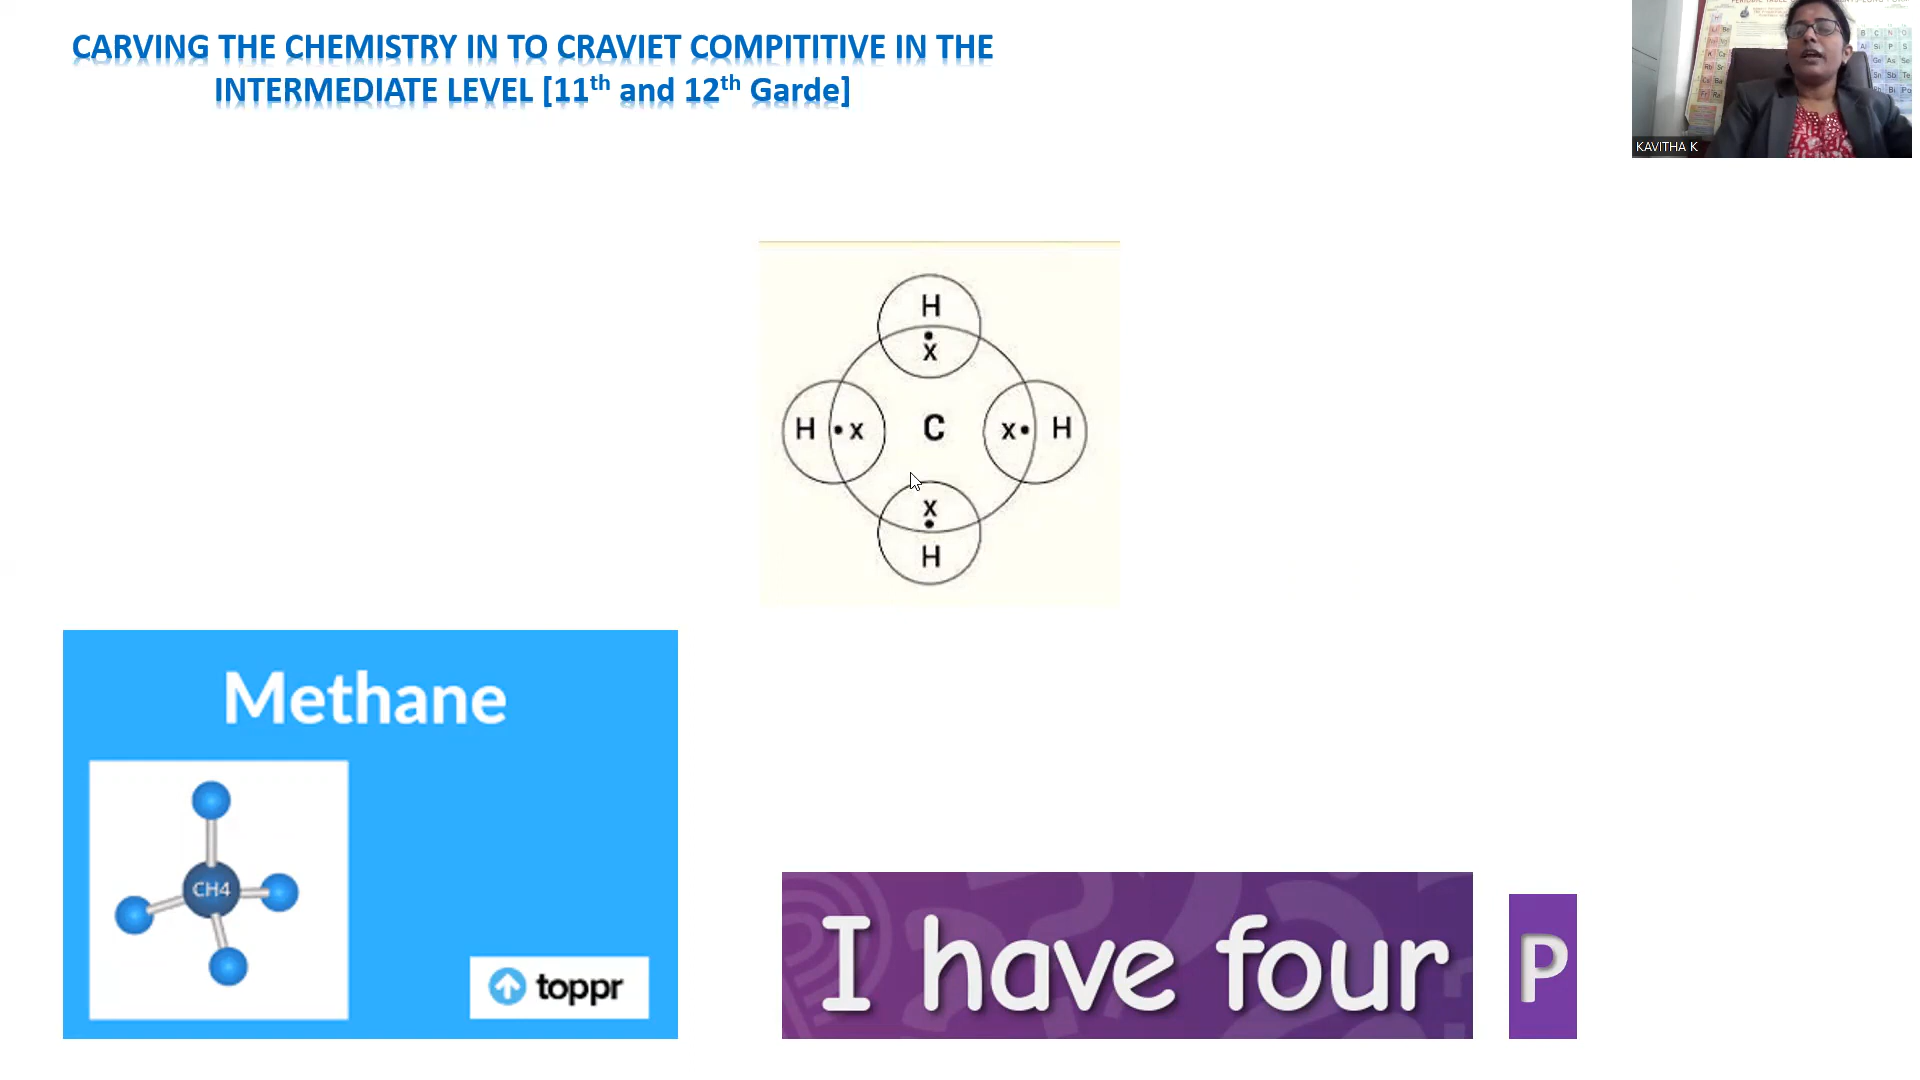 CARVING THE CHEMISTRY IN TO CRAVIET COMPITITIVE IN THE
INTERMEDIATE LEVEL [11th and 12th Garde]
KAVITHA K
H
x
H x C x H
x
H
Methane
CH4
toppr
I have four P